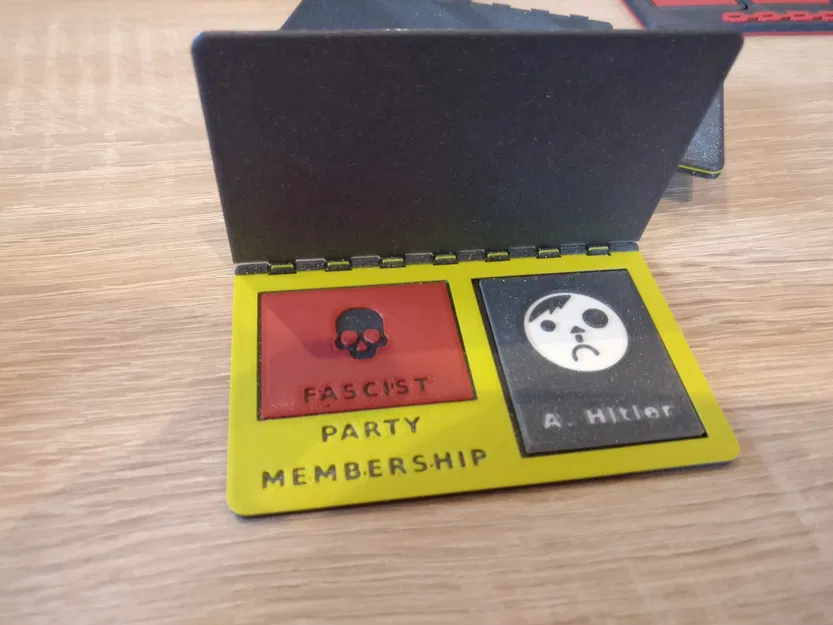 FASCIST
PARTY
MEMBERSHIP
A. Hitler